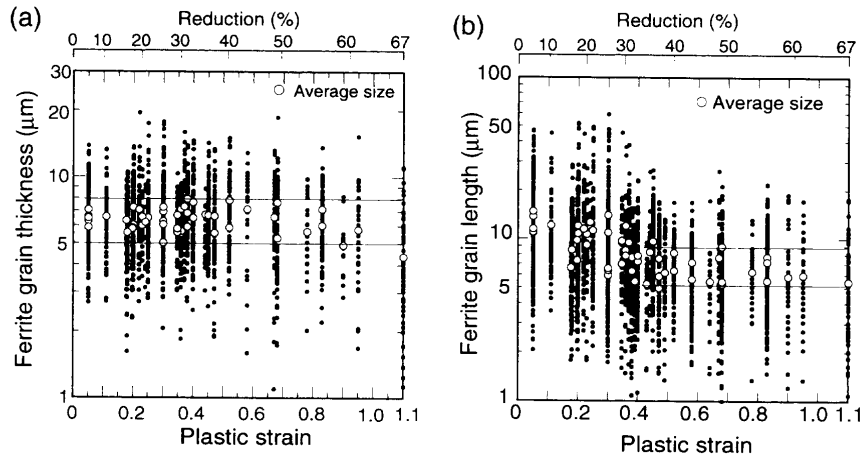 (a)
Reduction (%)
0 10 20 30 40 50 60 67
Ferrite grain thickness (μm)
30
20
10
5
1
○ Average size
0 0.2 0.4 0.6 0.8 1.0 1.1
Plastic strain
(b)
Reduction (%)
0 10 20 30 40 50 60 67
Ferrite grain length (μm)
100
50
10
5
1
○ Average size
0 0.2 0.4 0.6 0.8 1.0 1.1
Plastic strain